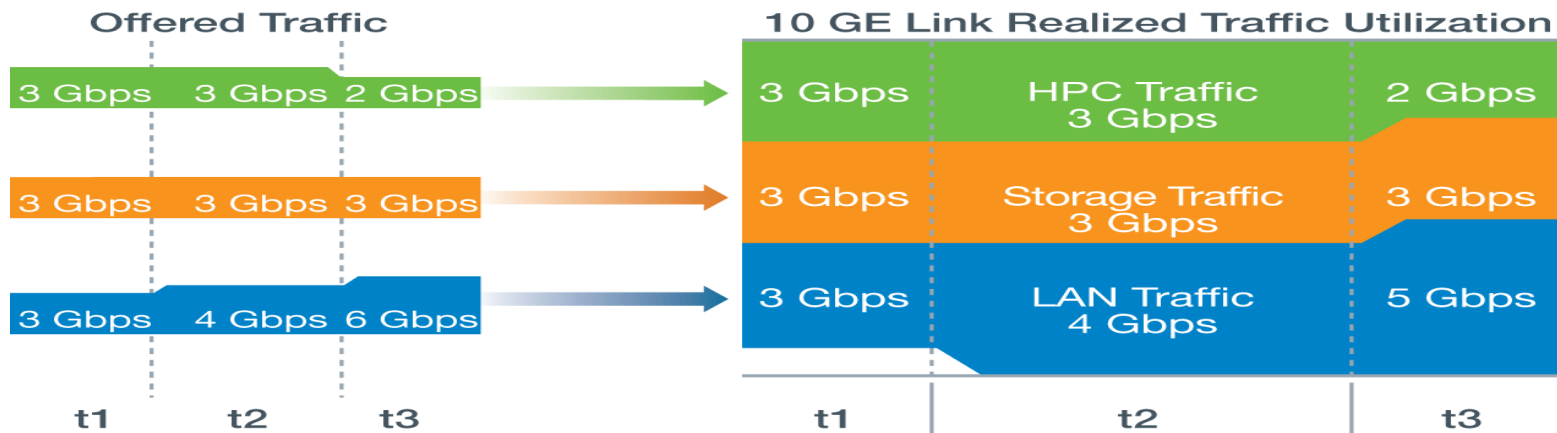 Offered Traffic
10 GE Link Realized Traffic Utilization
3 Gbps 3 Gbps 2 Gbps
3 Gbps 3 Gbps 3 Gbps
3 Gbps 4 Gbps 6 Gbps
t1 t2 t3
3 Gbps
HPC Traffic
3 Gbps
2 Gbps
3 Gbps
Storage Traffic
3 Gbps
3 Gbps
3 Gbps
LAN Traffic
4 Gbps
5 Gbps
t1 t2 t3